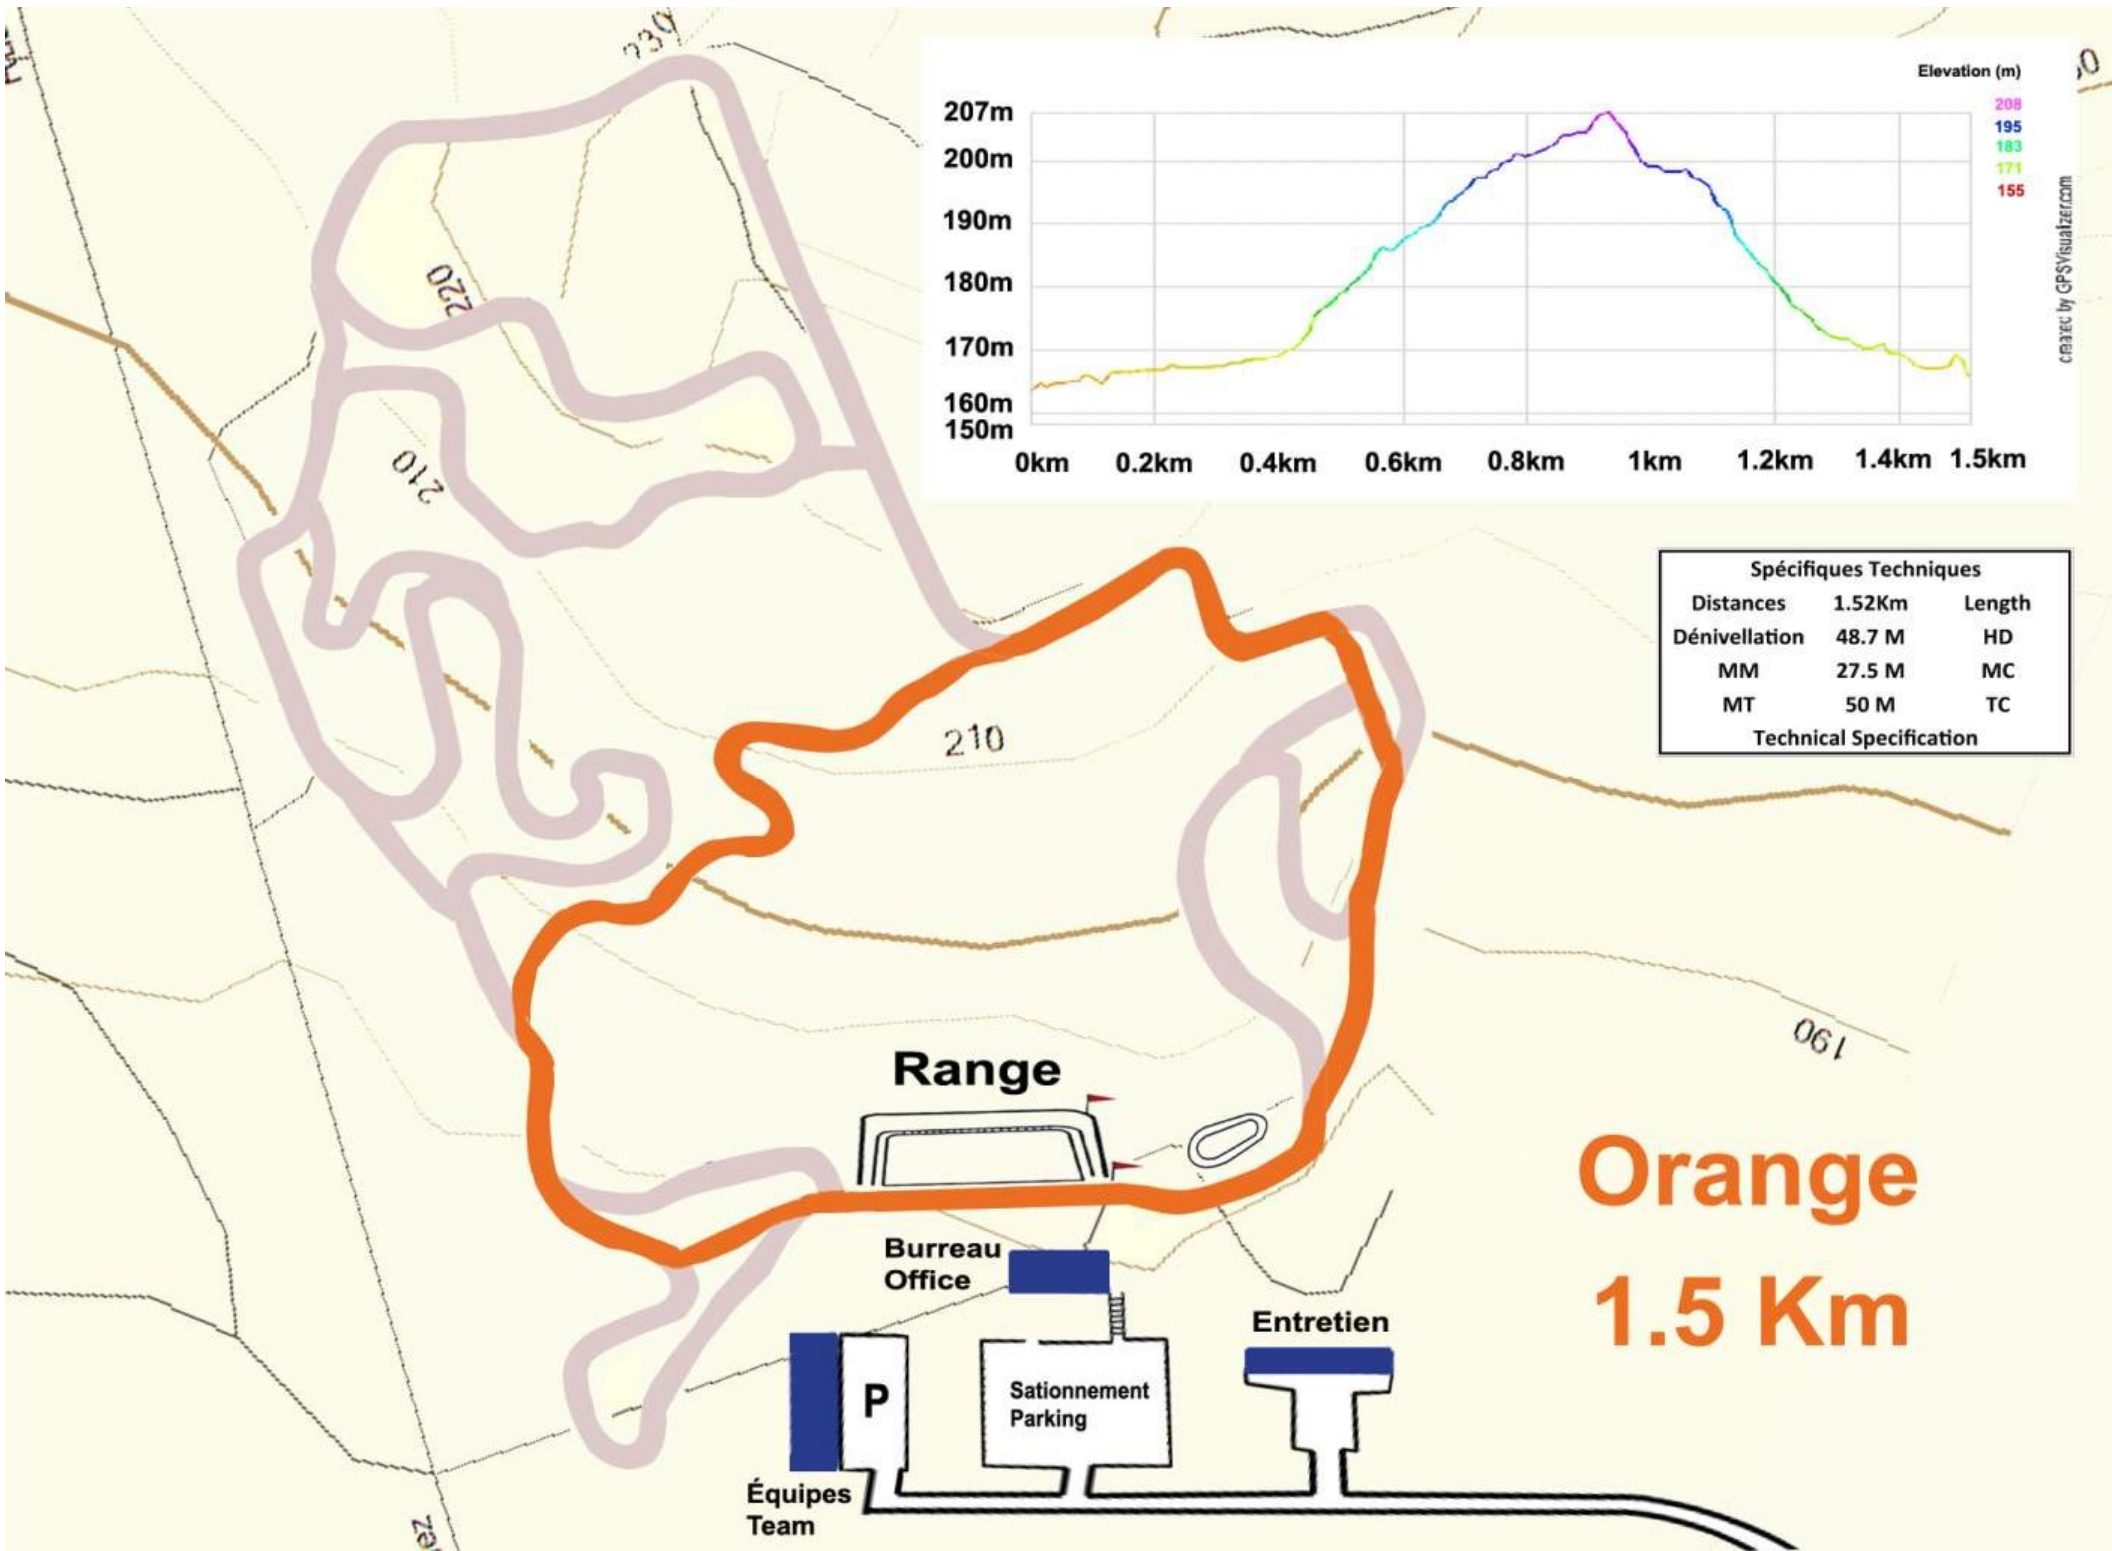 230
Elevation (m)
207m
208
195
183
171
155
200m
190m
180m
170m
160m
150m
0km 0.2km 0.4km 0.6km 0.8km 1km 1.2km 1.4km 1.5km
created by GPSVisualizer.com
220
210
Spécifiques Techniques
Distances 1.52Km Length
Dénivellation 48.7 M HD
MM 27.5 M MC
MT 50 M TC
Technical Specification
210
190
Range
Orange
1.5 Km
Burreau
Office
Entretien
P
Sationnement
Parking
Équipes
Team